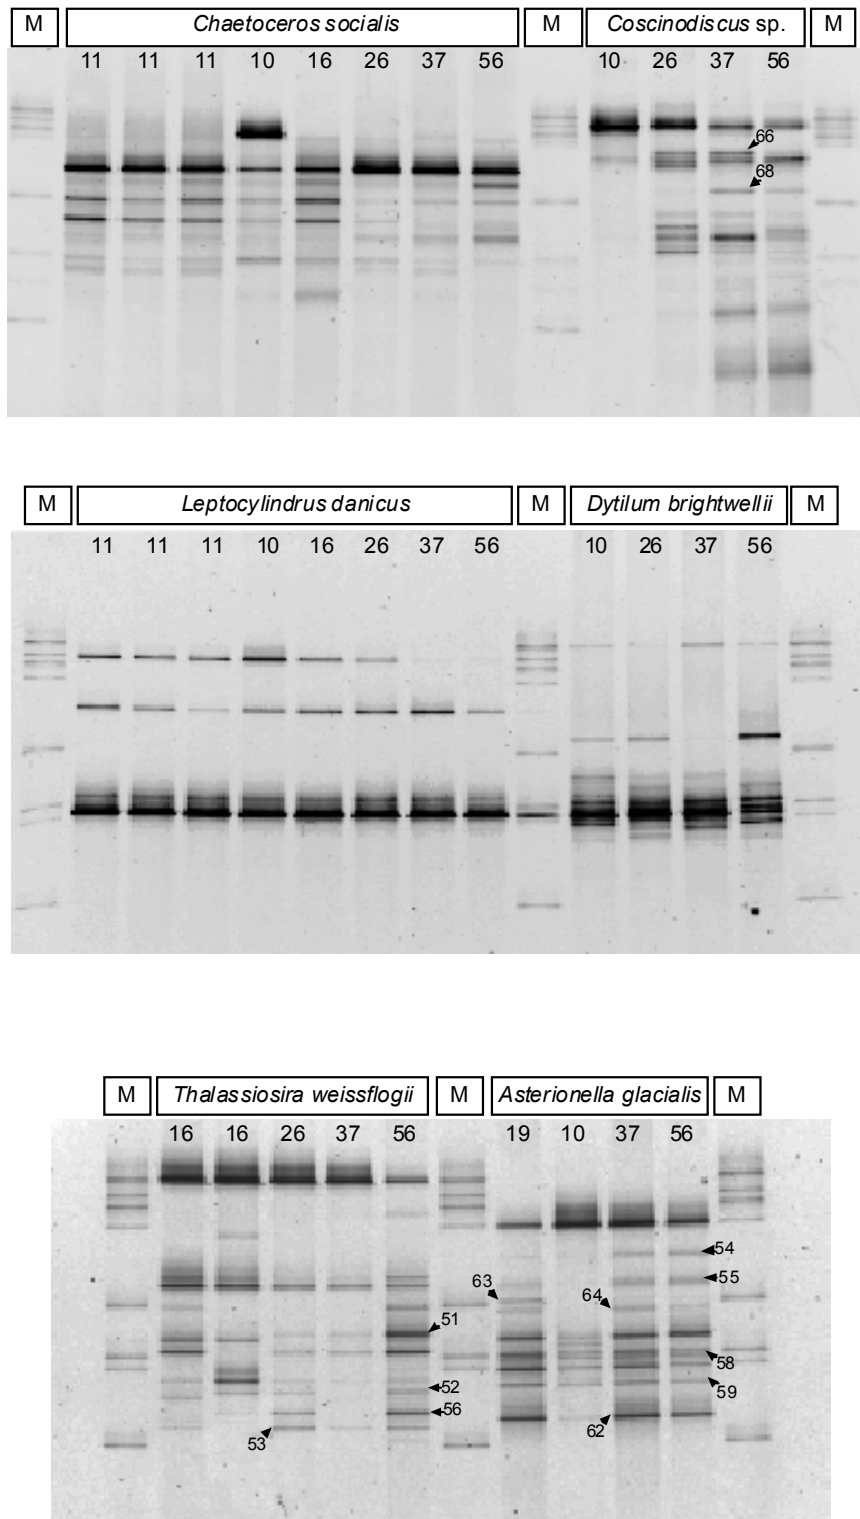 M Chaetoceros socialis M Coscinodiscus sp. M
11 11 11 10 16 26 37 56 10 26 37 56
66
68
M Leptocylindrus danicus M Dytilum brightwellii M
11 11 11 10 16 26 37 56 10 26 37 56
M Thalassiosira weissflogii M Asterionella glacialis M
16 16 26 37 56 19 10 37 56
54
63 55
64
51
58
52
59
56
62
53